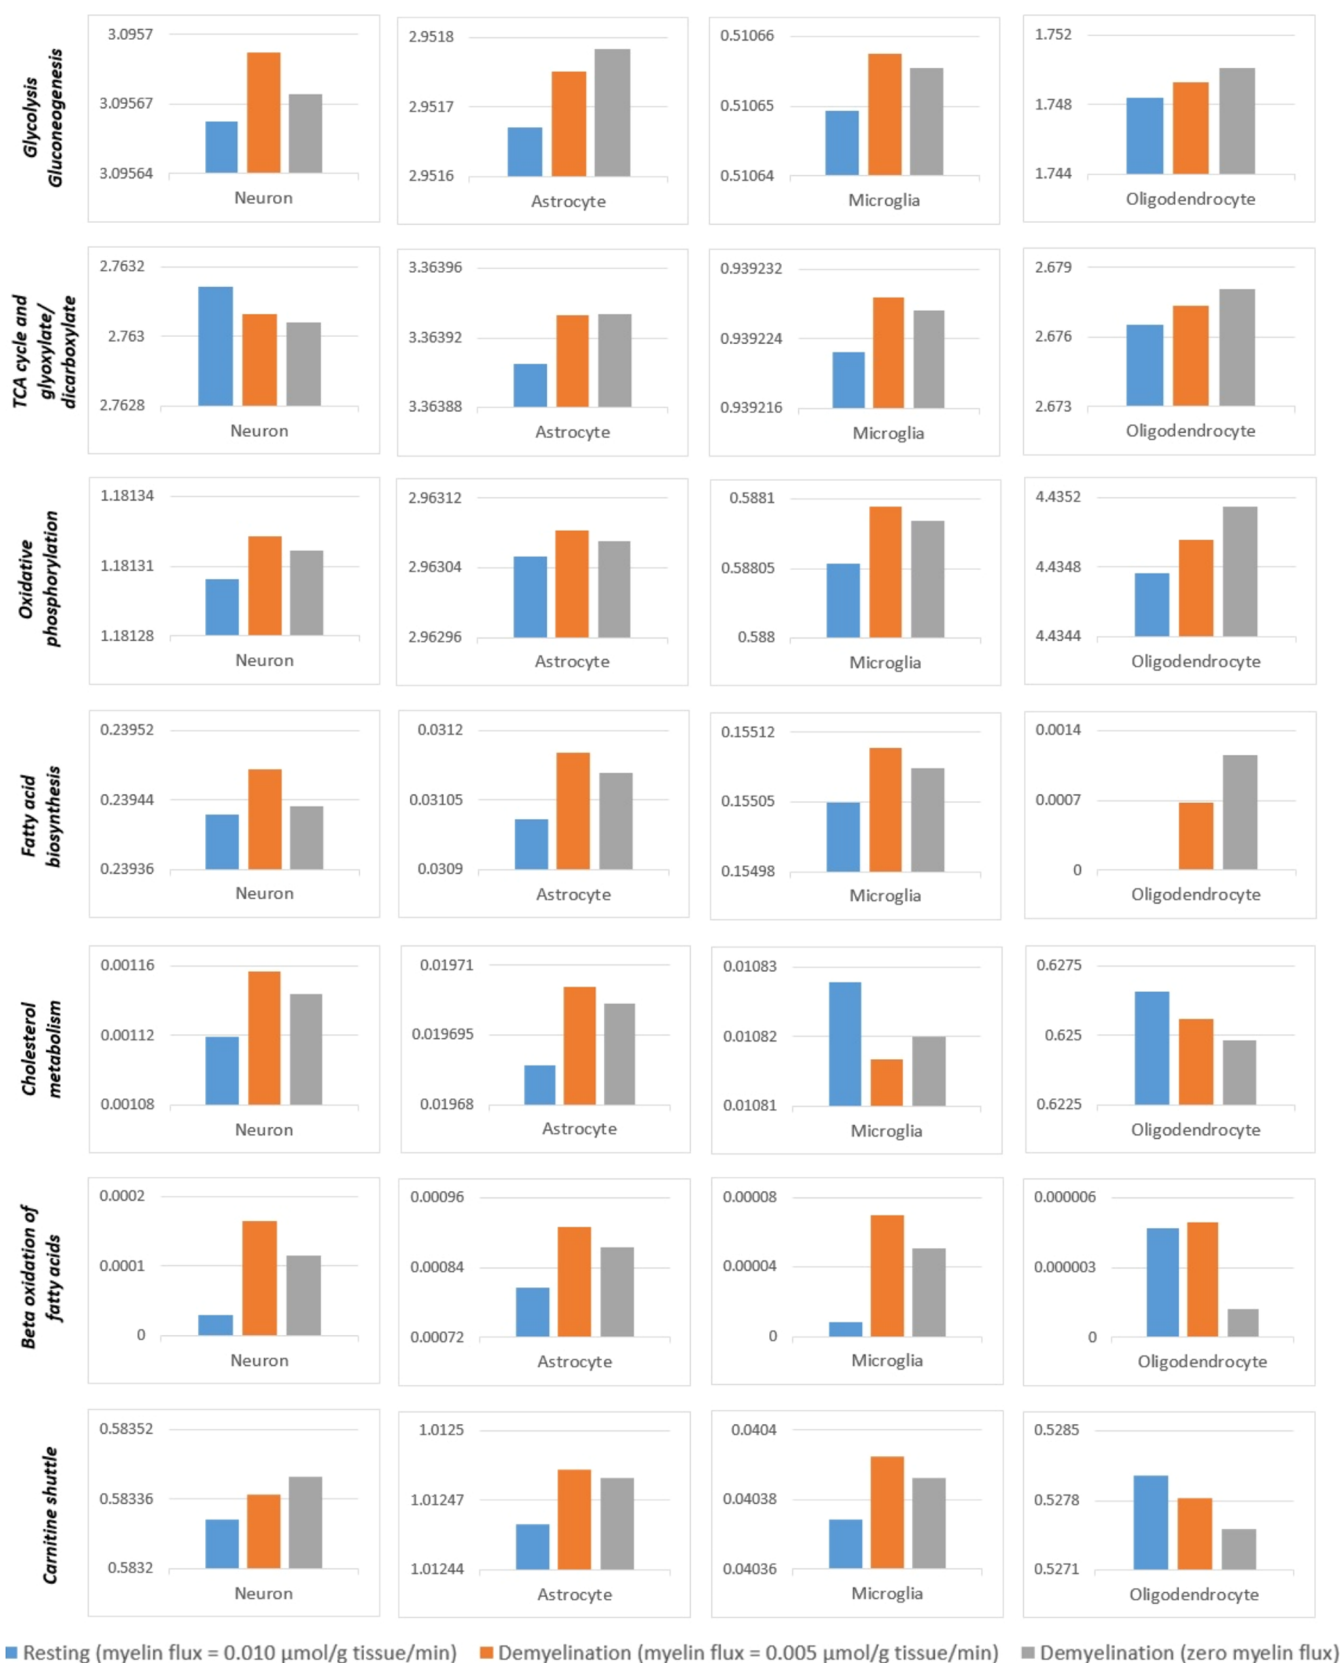 Glycolysis
Gluconeogenesis
3.0957
3.09567
3.09564
Neuron
2.9518
2.9517
2.9516
Astrocyte
0.51066
0.51065
0.51064
Microglia
1.752
1.748
1.744
Oligodendrocyte
TCA cycle and
glyoxylate/
dicarboxylate
2.7632
2.763
2.7628
Neuron
3.36396
3.36392
3.36388
Astrocyte
0.939232
0.939224
0.939216
Microglia
2.679
2.676
2.673
Oligodendrocyte
Oxidative
phosphorylation
1.18134
1.18131
1.18128
Neuron
2.96312
2.96304
2.96296
Astrocyte
0.5881
0.58805
0.588
Microglia
4.4352
4.4348
4.4344
Oligodendrocyte
Fatty acid
biosynthesis
0.23952
0.23944
0.23936
Neuron
0.0312
0.03105
0.0309
Astrocyte
0.15512
0.15505
0.15498
Microglia
0.0014
0.0007
0
Oligodendrocyte
Cholesterol
metabolism
0.00116
0.00112
0.00108
Neuron
0.01971
0.019695
0.01968
Astrocyte
0.01083
0.01082
0.01081
Microglia
0.6275
0.625
0.6225
Oligodendrocyte
Beta oxidation of
fatty acids
0.0002
0.0001
0
Neuron
0.00096
0.00084
0.00072
Astrocyte
0.00008
0.00004
0
Microglia
0.000006
0.000003
0
Oligodendrocyte
Carnitine shuttle
0.58352
0.58336
0.5832
Neuron
1.0125
1.01247
1.01244
Astrocyte
0.0404
0.04038
0.04036
Microglia
0.5285
0.5278
0.5271
Oligodendrocyte
Resting (myelin flux = 0.010 μmol/g tissue/min) Demyelination (myelin flux = 0.005 μmol/g tissue/min) Demyelination (zero myelin flux)